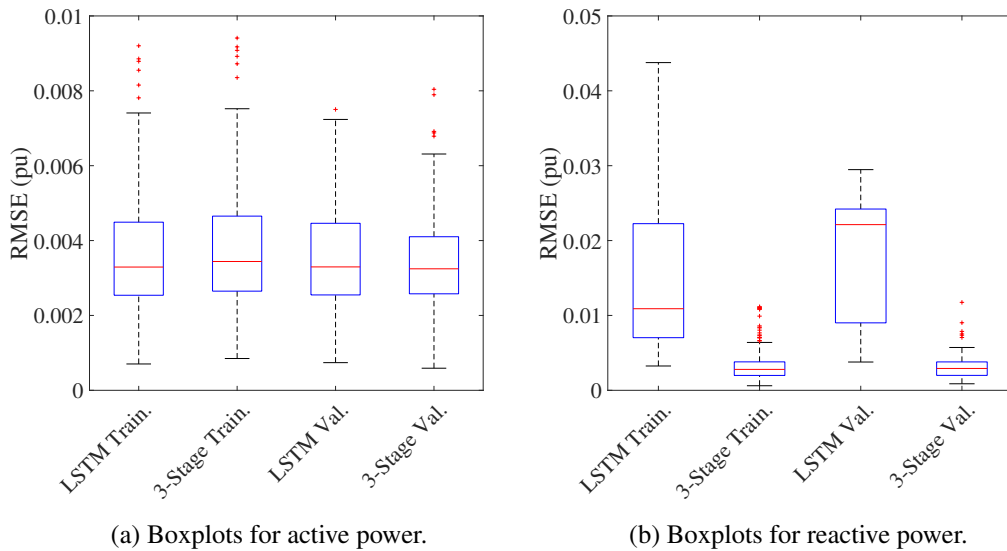 0.01
0.008
0.006
0.004
0.002
0
RMSE (pu)
LSTM Train.
3-Stage Train.
LSTM Val.
3-Stage Val.
(a) Boxplots for active power.
0.05
0.04
0.03
0.02
0.01
0
RMSE (pu)
LSTM Train.
3-Stage Train.
LSTM Val.
3-Stage Val.
(b) Boxplots for reactive power.